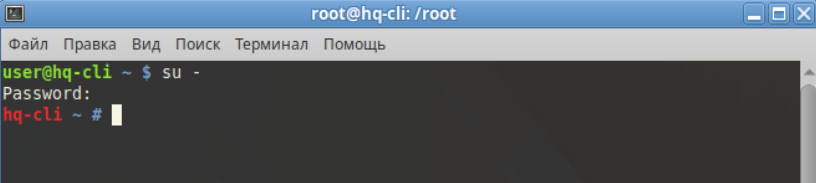 root@hq-cli: /root
Файл Правка Вид Поиск Терминал Помощь
user@hq-cli ~ $ su -
Password:
hq-cli ~ #